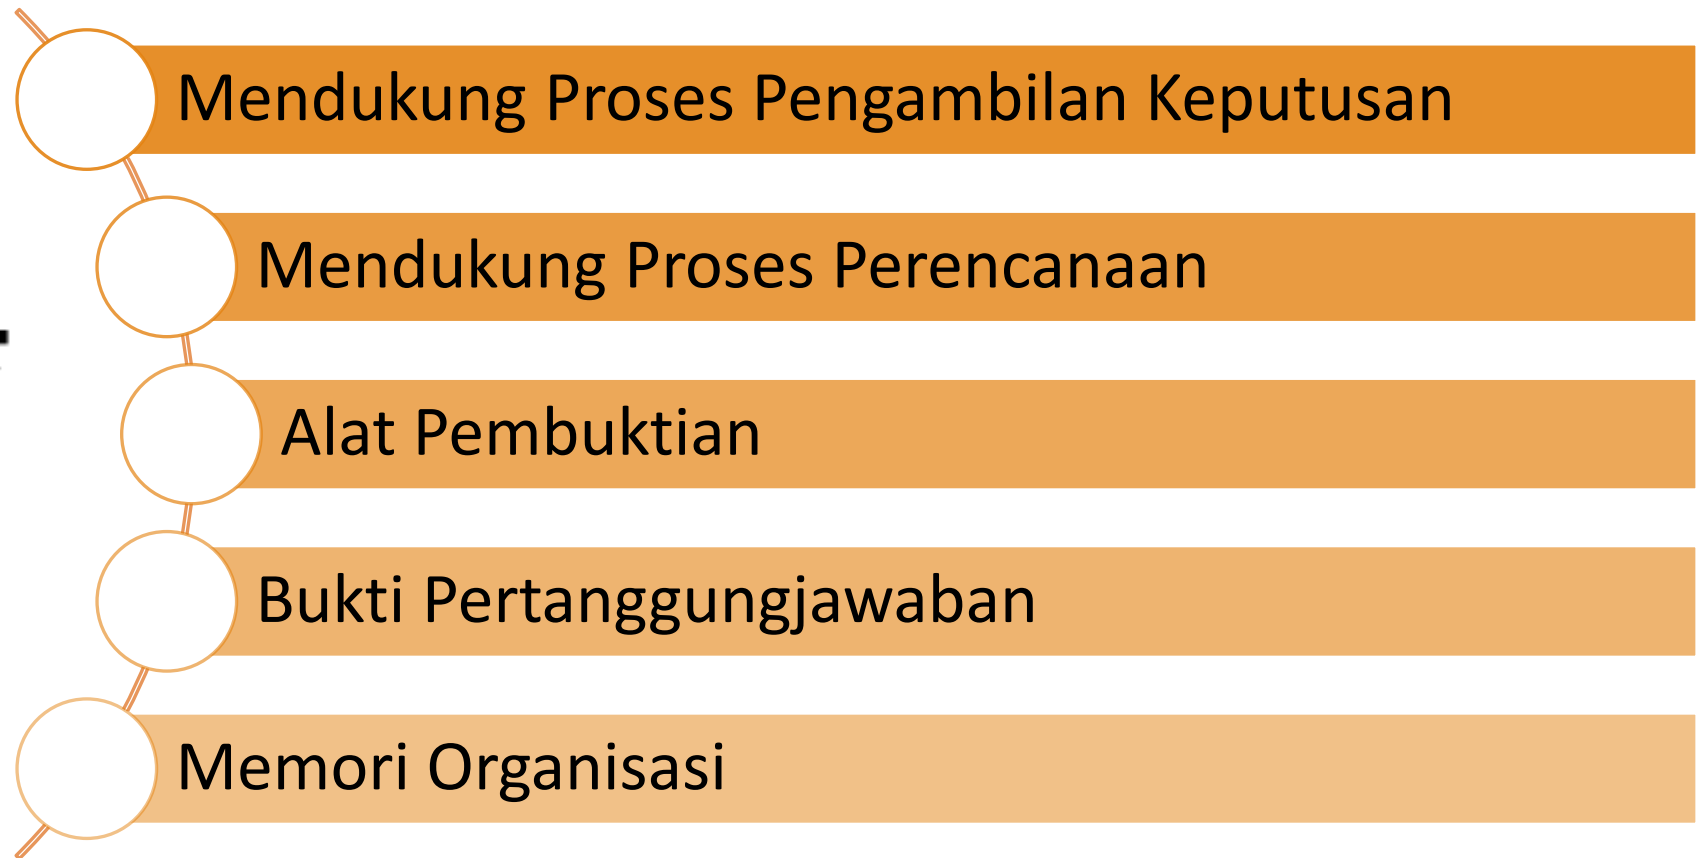 Mendukung Proses Pengambilan Keputusan
Mendukung Proses Perencanaan
Alat Pembuktian
Bukti Pertanggungjawaban
Memori Organisasi